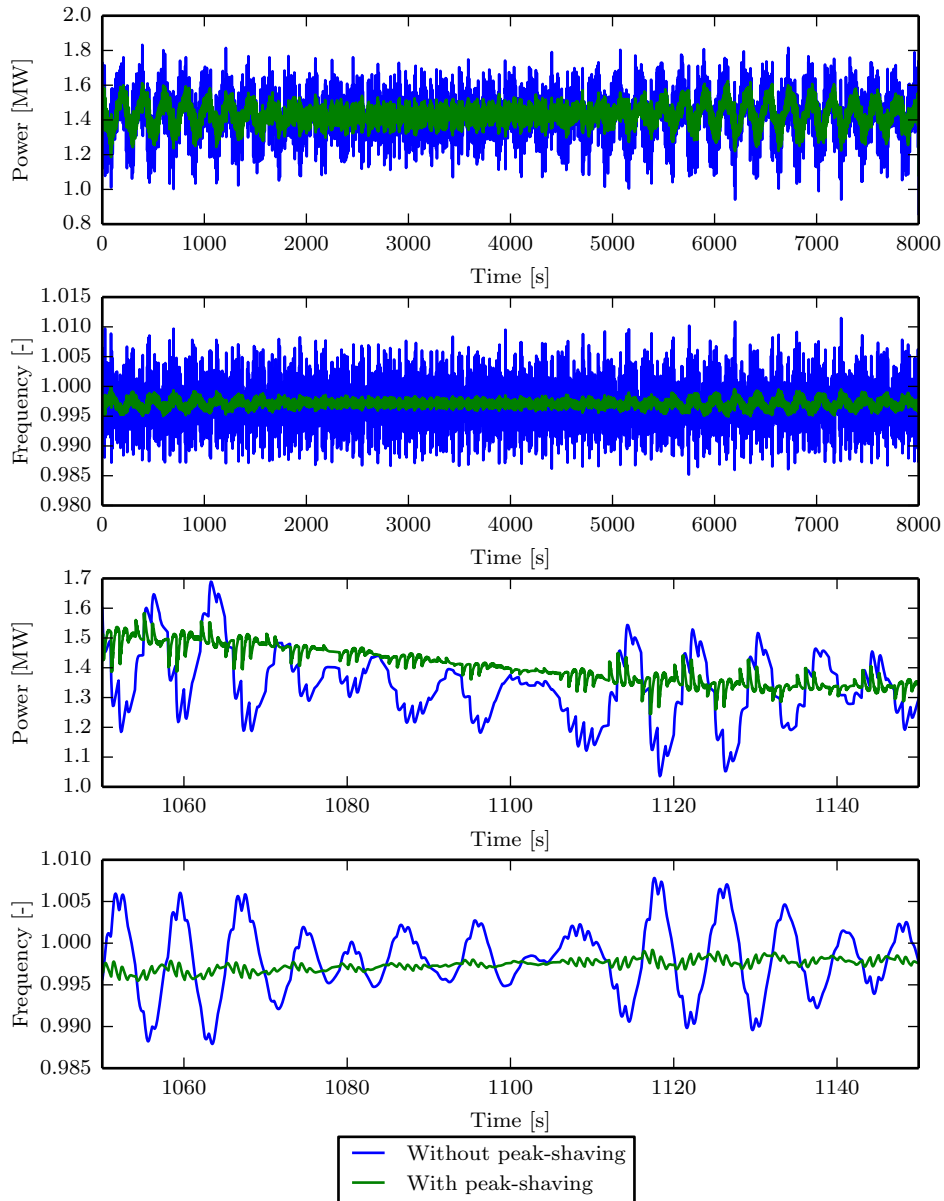 2.0
1.8
1.6
1.4
1.2
1.0
0.8
Power [MW]
0 1000 2000 3000 4000 5000 6000 7000 8000
Time [s]
1.015
1.010
1.005
1.000
0.995
0.990
0.985
0.980
Frequency [-]
0 1000 2000 3000 4000 5000 6000 7000 8000
Time [s]
1.7
1.6
1.5
1.4
1.3
1.2
1.1
1.0
Power [MW]
1060 1080 1100 1120 1140
Time [s]
1.010
1.005
1.000
0.995
0.990
0.985
Frequency [-]
1060 1080 1100 1120 1140
Time [s]
Without peak-shaving
With peak-shaving